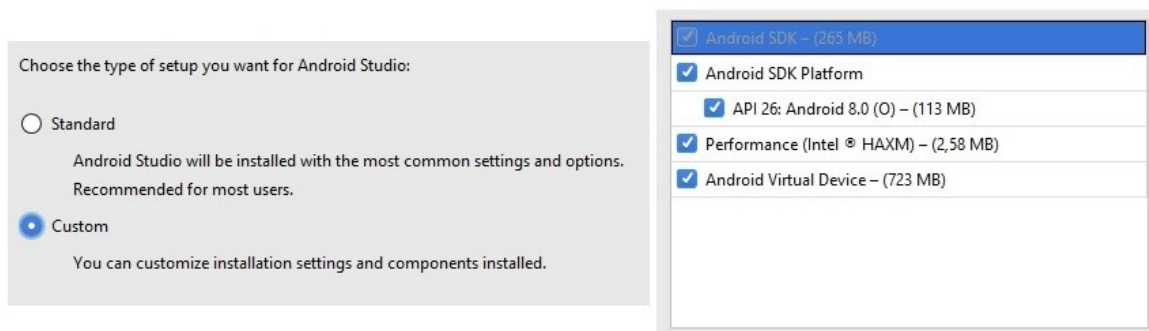 Choose the type of setup you want for Android Studio:
Standard
Android Studio will be installed with the most common settings and options.
Recommended for most users.
Custom
You can customize installation settings and components installed.
Android SDK – (265 MB)
Android SDK Platform
API 26: Android 8.0 (O) – (113 MB)
Performance (Intel ® HAXM) – (2,58 MB)
Android Virtual Device – (723 MB)